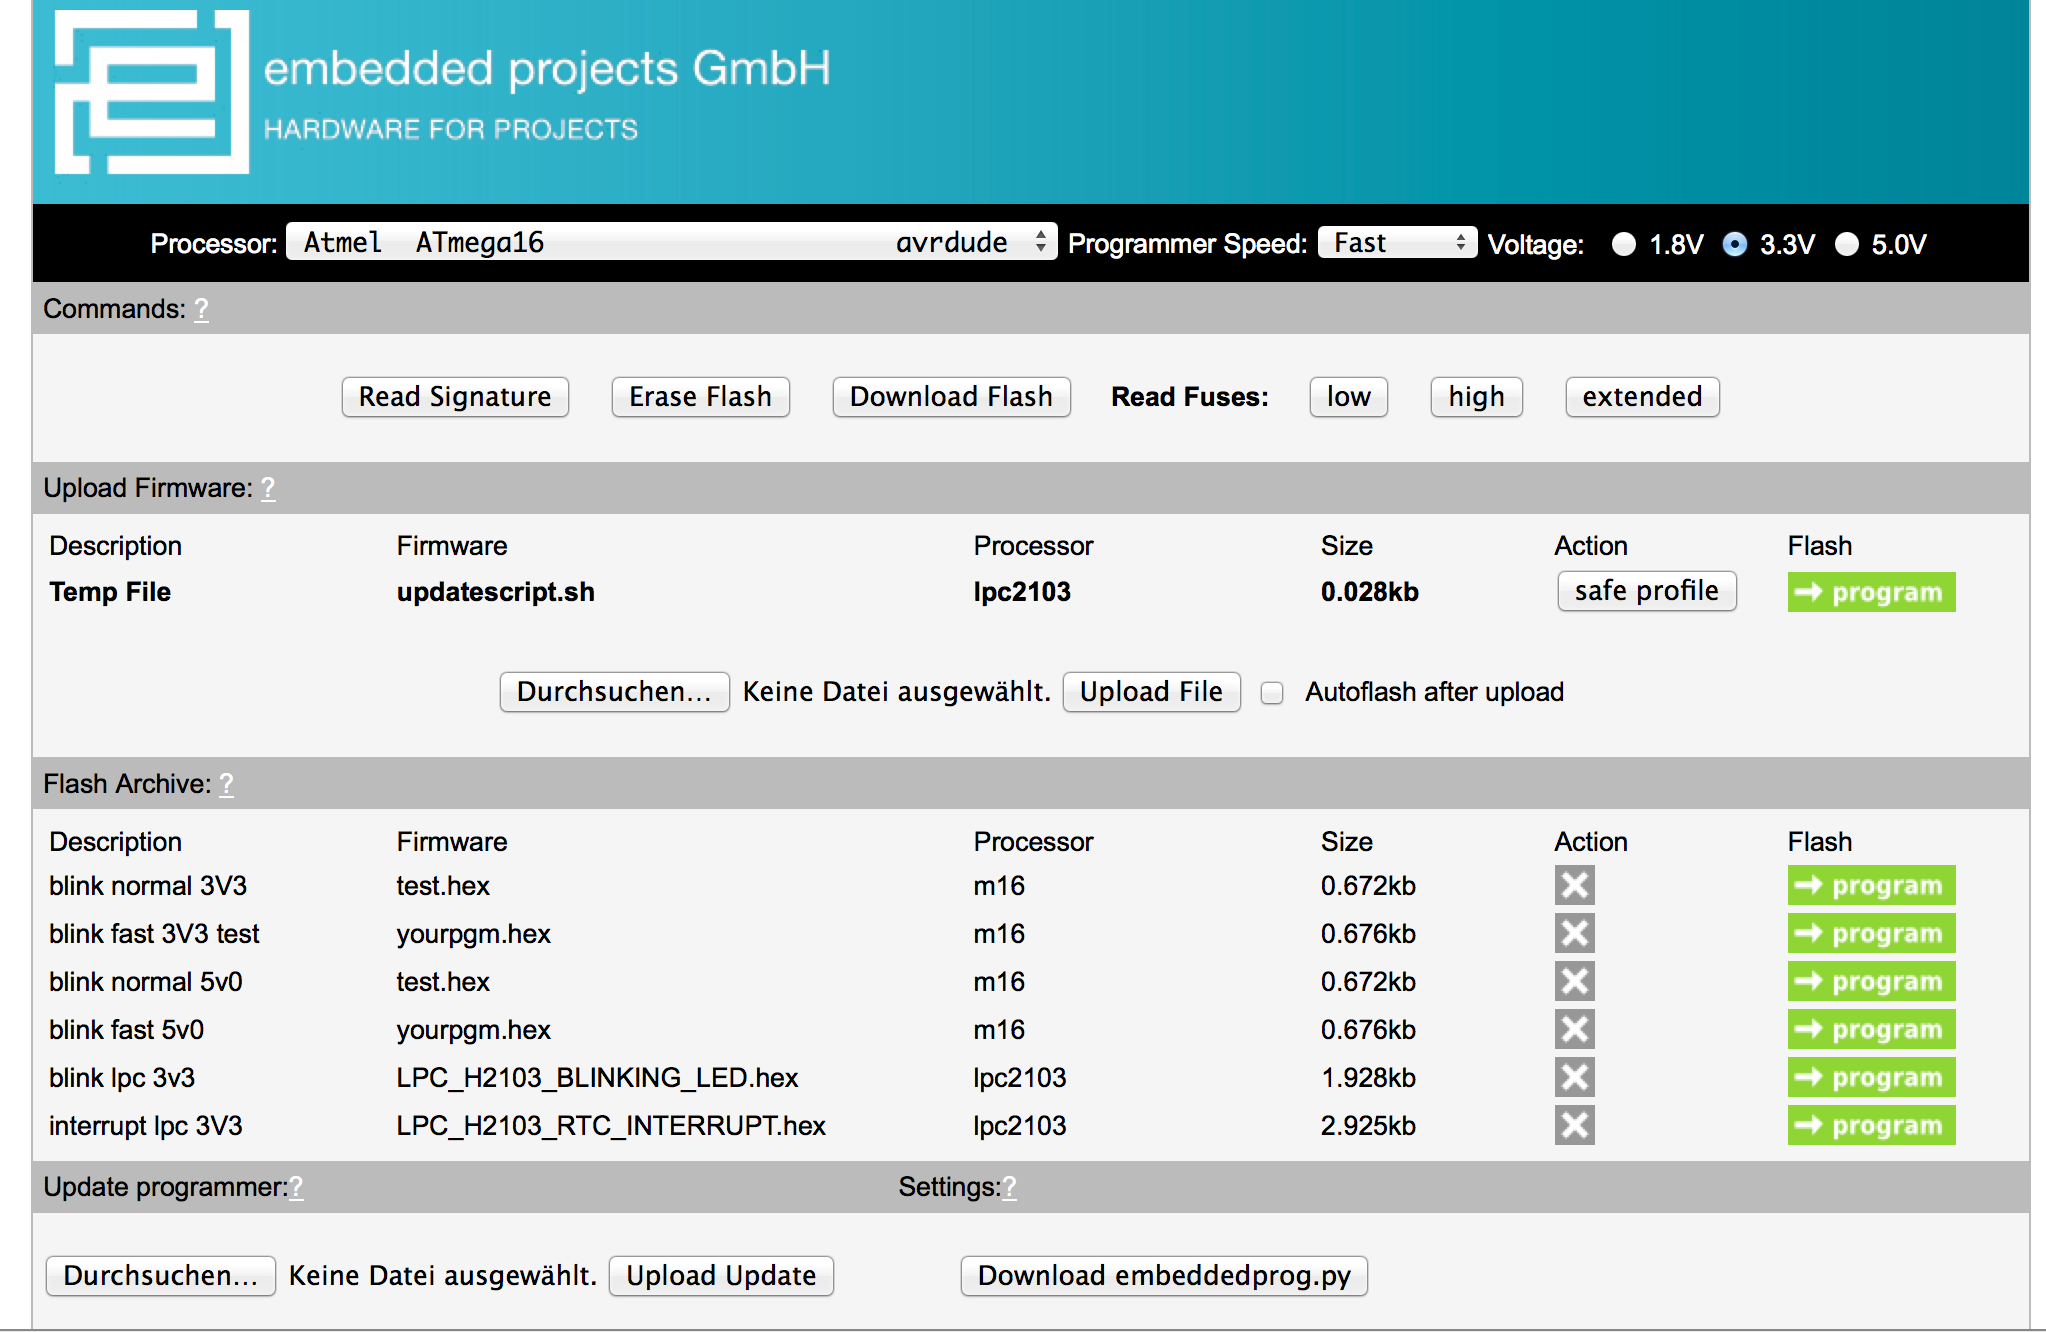 embedded projects GmbH
HARDWARE FOR PROJECTS
Processor: Atmel ATmega16 avrdude Programmer Speed: Fast Voltage: 1.8V 3.3V 5.0V
Commands: ?
Read Signature Erase Flash Download Flash Read Fuses: low high extended
Upload Firmware: ?
Description Firmware Processor Size Action Flash
Temp File updatescript.sh lpc2103 0.028kb safe profile program
Durchsuchen... Keine Datei ausgewählt. Upload File Autoflash after upload
Flash Archive: ?
Description Firmware Processor Size Action Flash
blink normal 3V3 test.hex m16 0.672kb program
blink fast 3V3 test yourpgm.hex m16 0.676kb program
blink normal 5v0 test.hex m16 0.672kb program
blink fast 5v0 yourpgm.hex m16 0.676kb program
blink lpc 3v3 LPC_H2103_BLINKING_LED.hex lpc2103 1.928kb program
interrupt lpc 3V3 LPC_H2103_RTC_INTERRUPT.hex lpc2103 2.925kb program
Update programmer:? Settings:?
Durchsuchen... Keine Datei ausgewählt. Upload Update Download embeddedprog.py